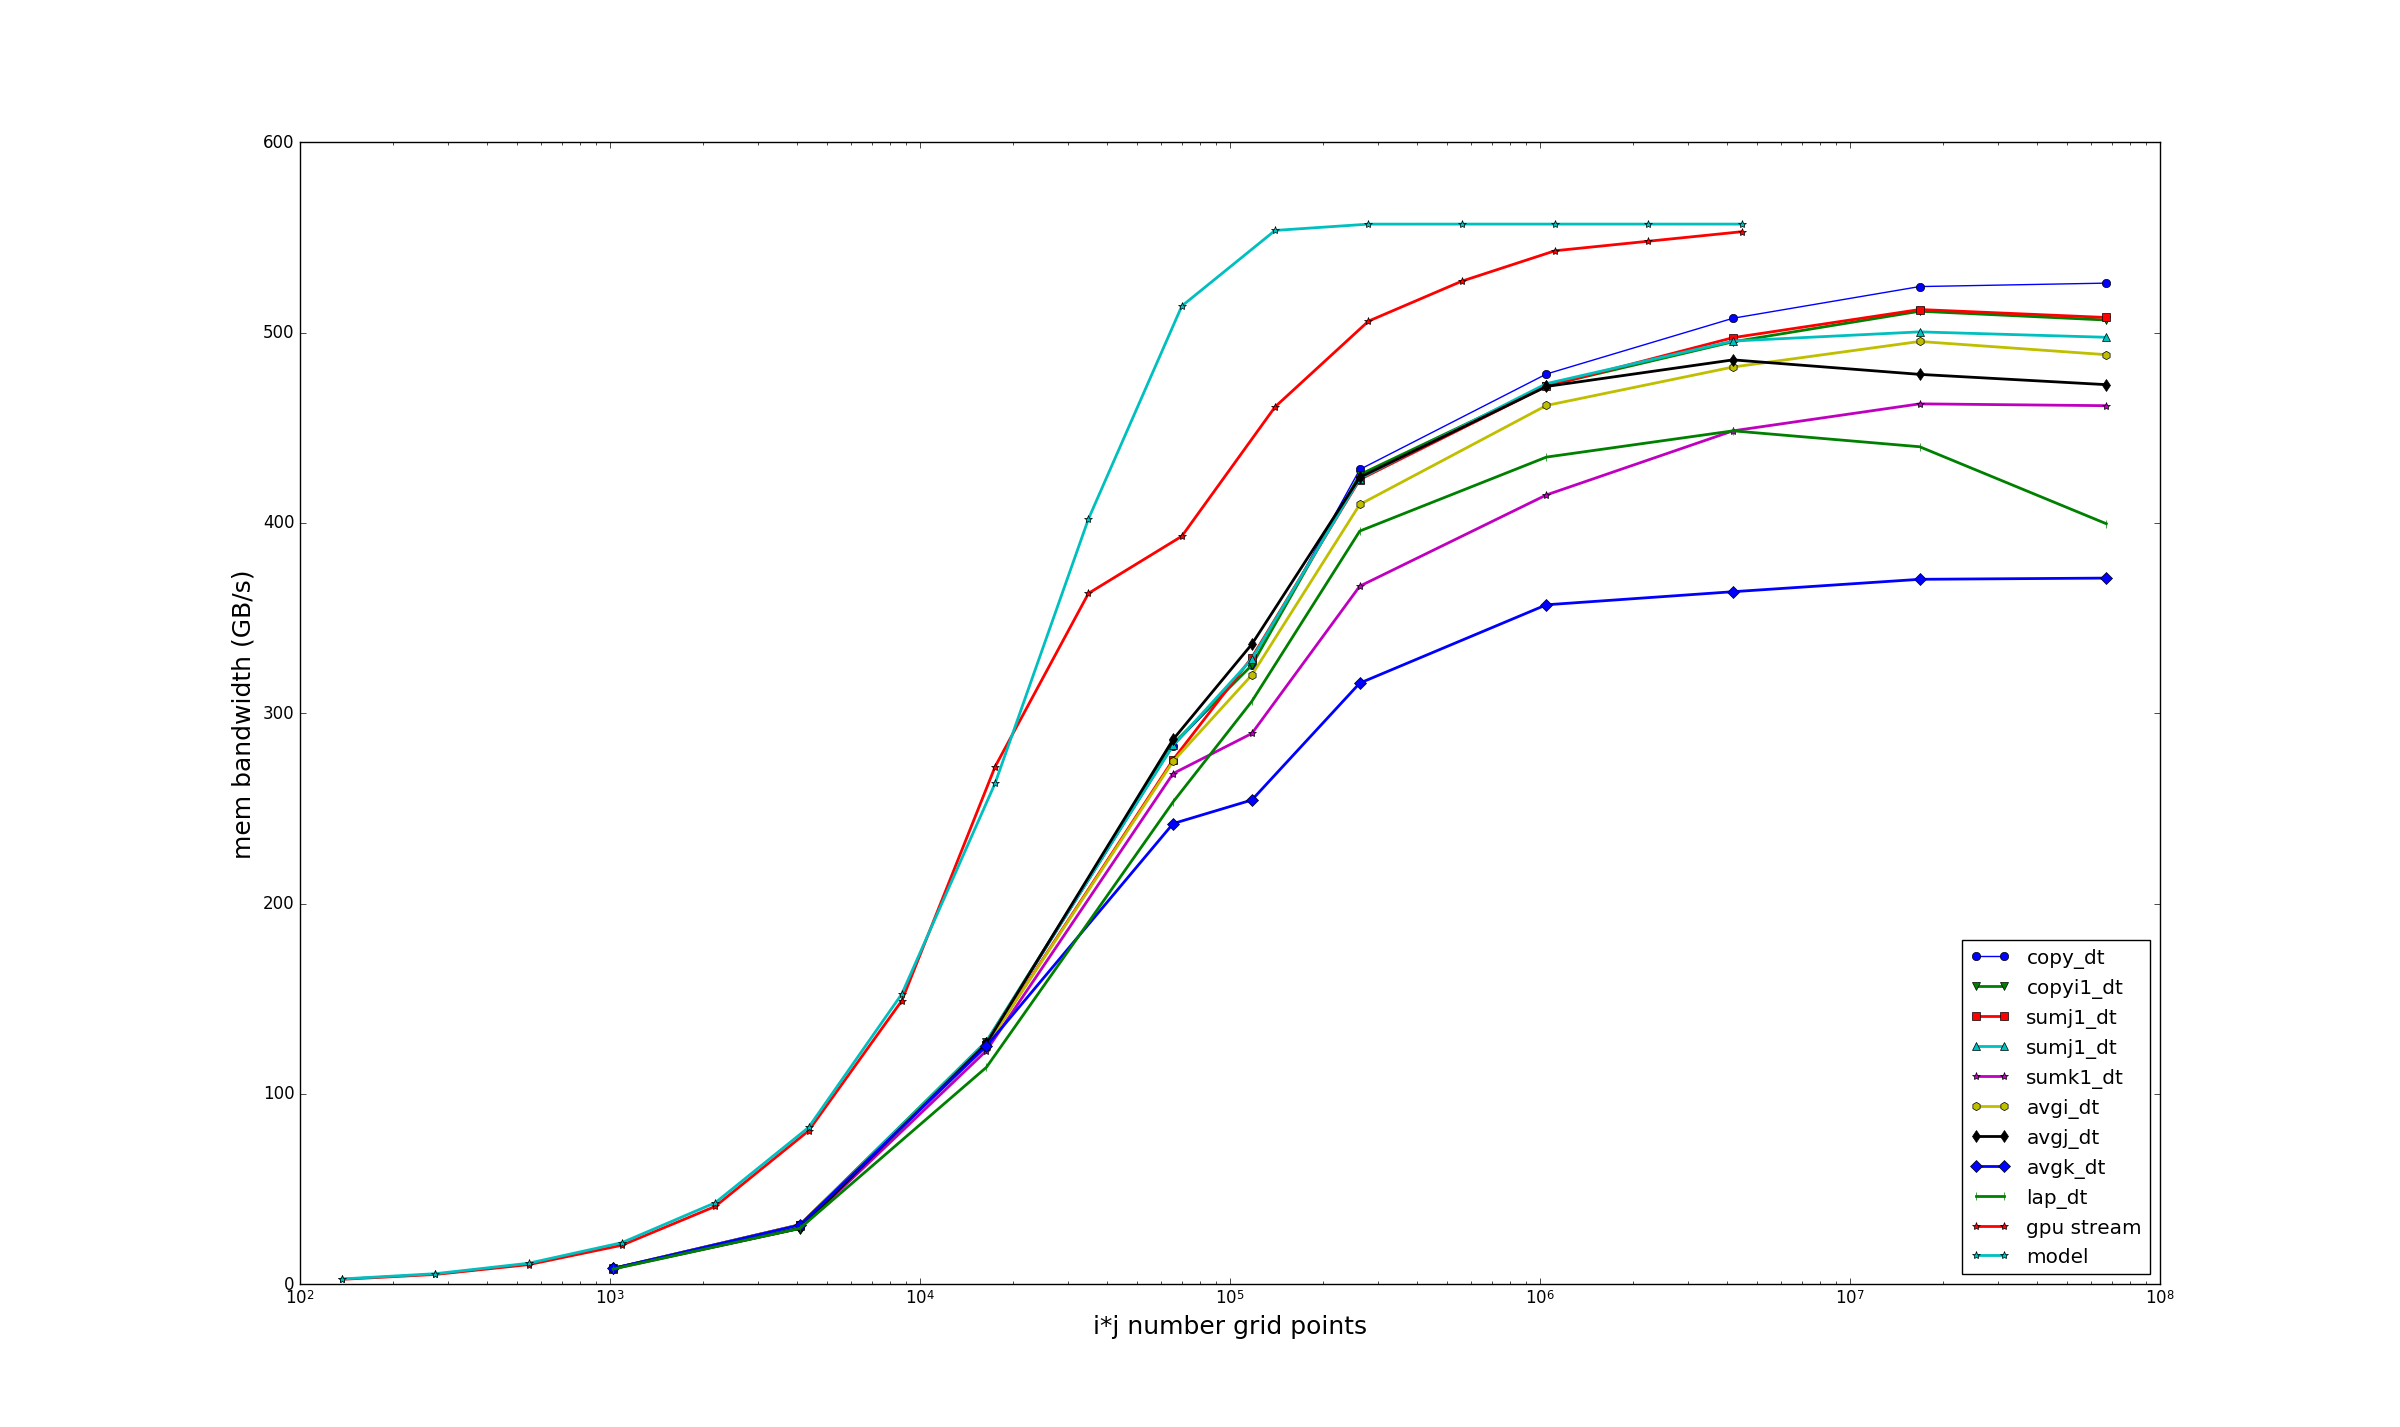 600
500
400
300
200
100
0
mem bandwidth (GB/s)
10² 10³ 10⁴ 10⁵ 10⁶ 10⁷ 10⁸
i*j number grid points
copy_dt
copyi1_dt
sumj1_dt
sumj1_dt
sumk1_dt
avgi_dt
avgj_dt
avgk_dt
lap_dt
gpu stream
model